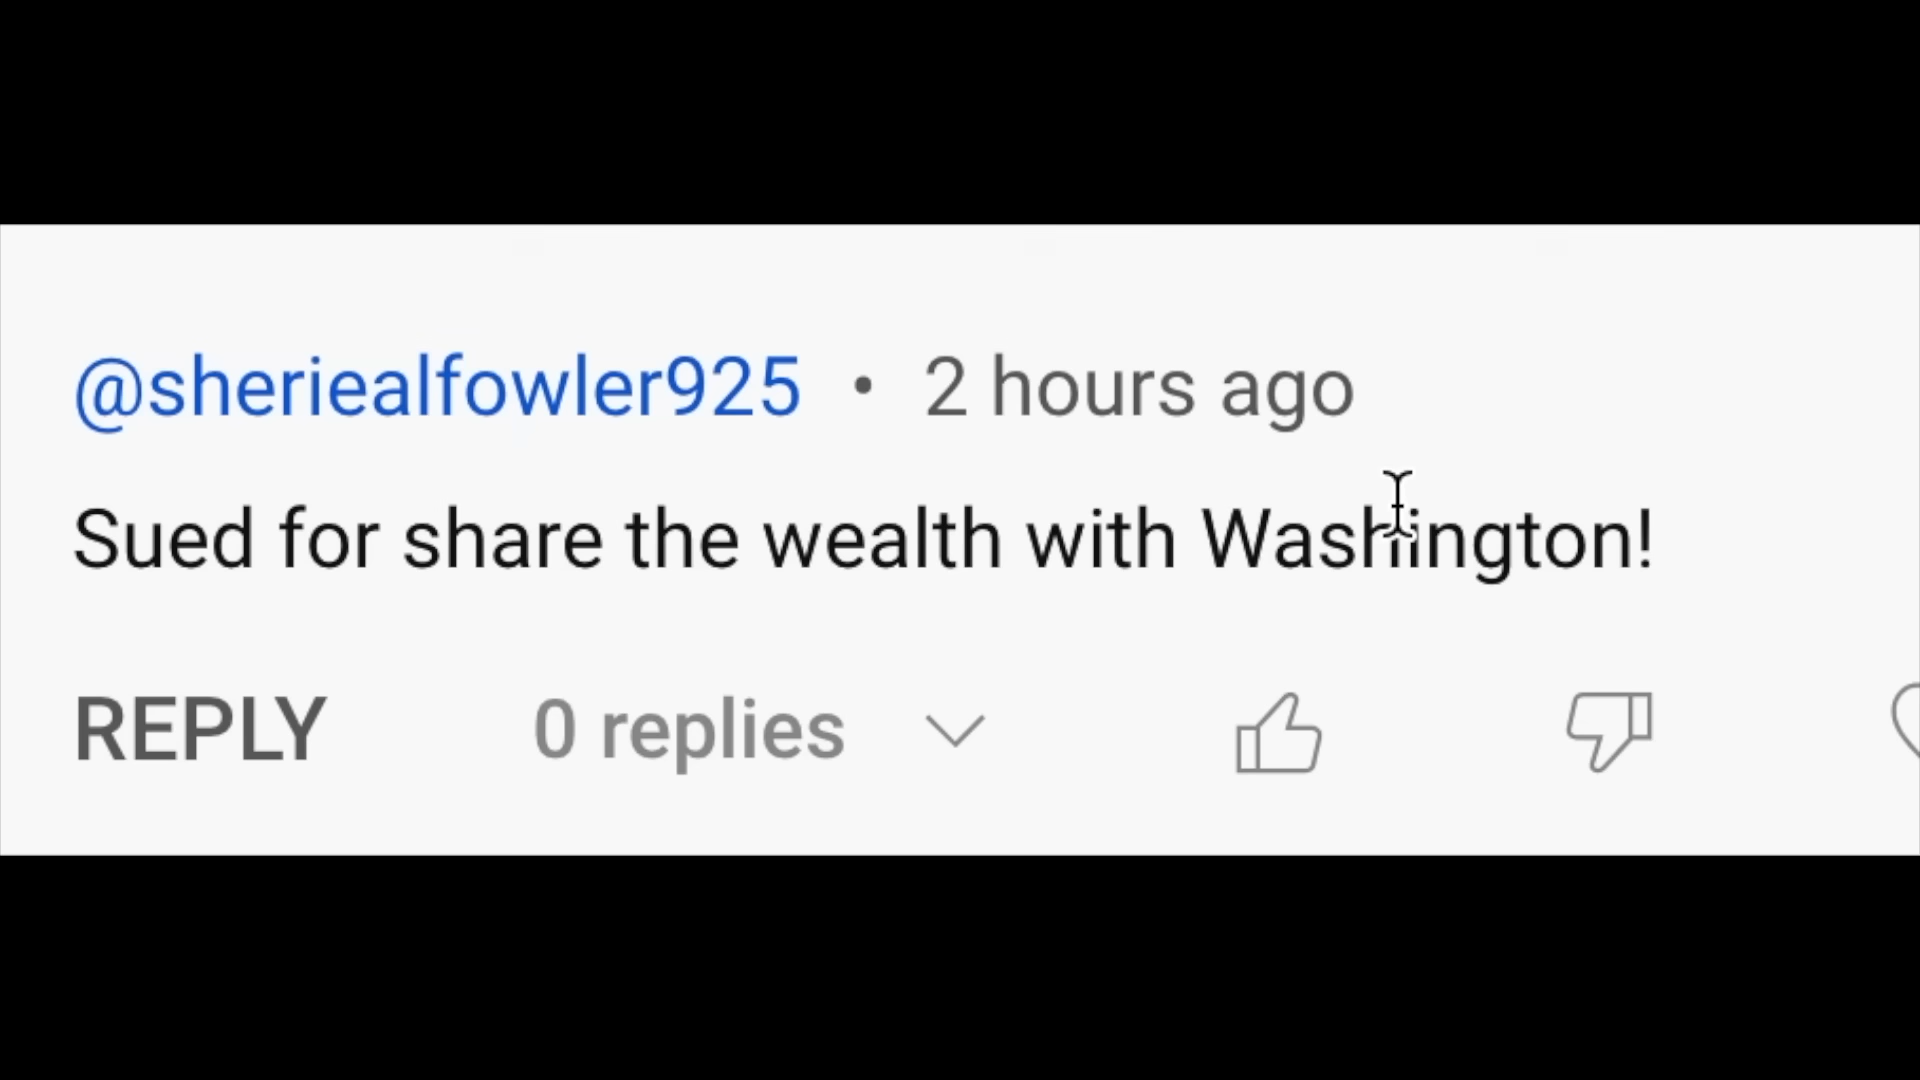 @sheriealfowler925 • 2 hours ago
Sued for share the wealth with Washington!
REPLY 0 replies